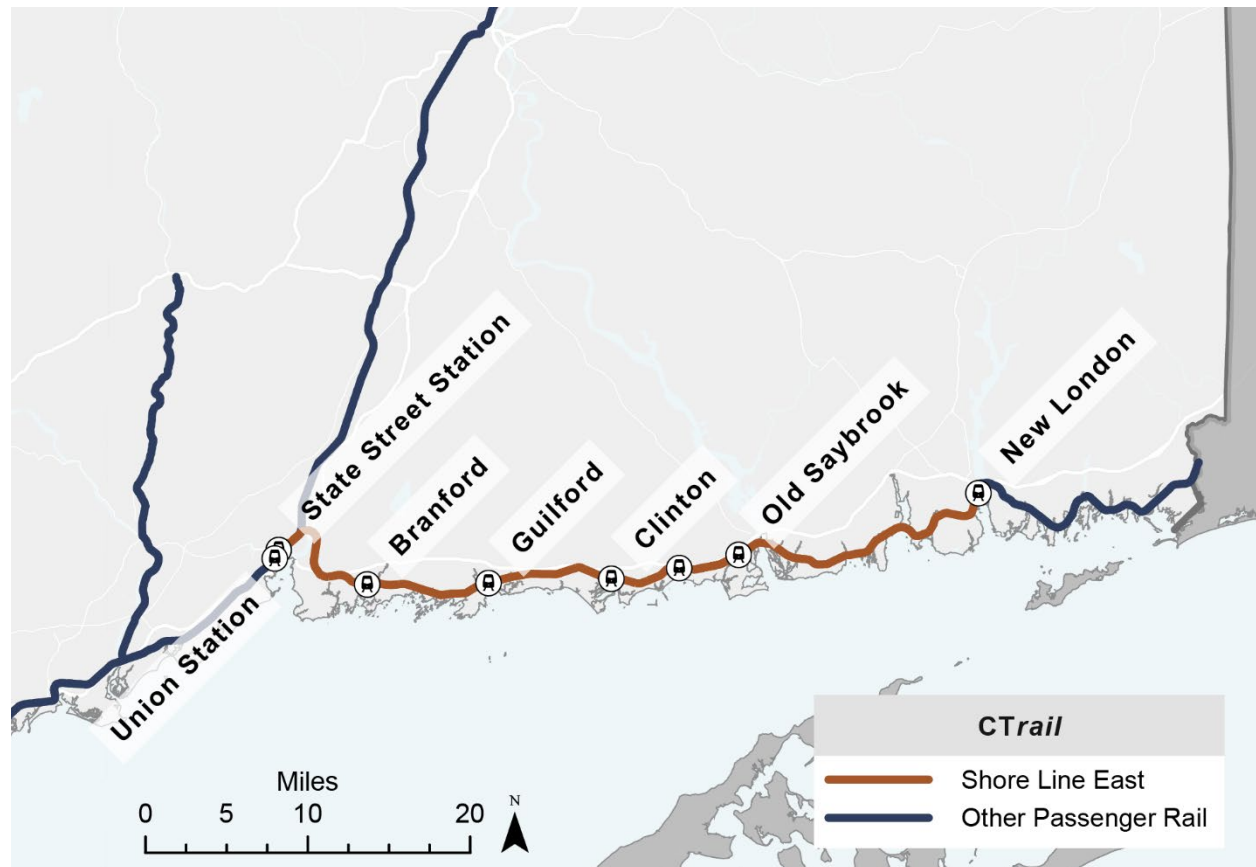 State Street Station
Branford
Guilford
Clinton
Old Saybrook
New London
Union Station
Miles
0 5 10 20
N
CTrail
Shore Line East
Other Passenger Rail